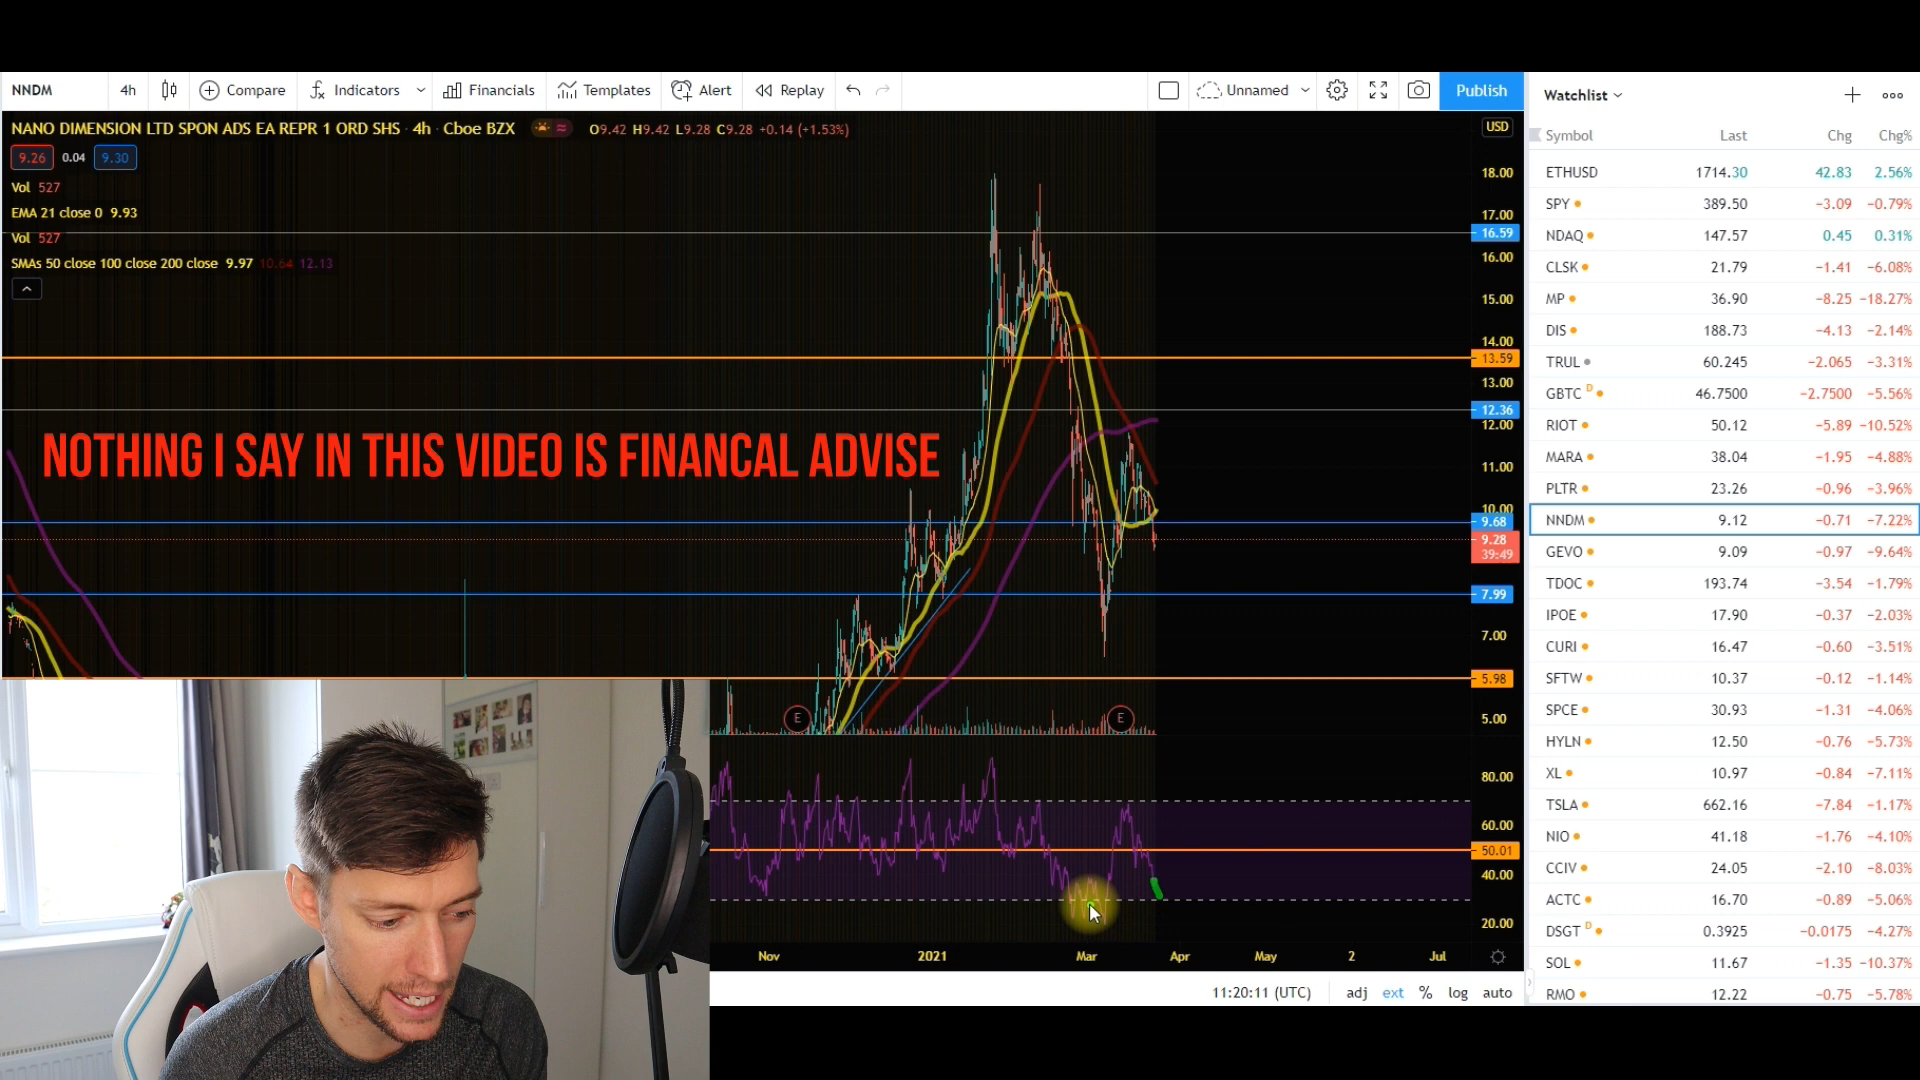 NNDM 4h Compare Indicators Financials Templates Alert Replay Unnamed Publish
NANO DIMENSION LTD SPON ADS EA REPR 1 ORD SHS · 4h · Cboe BZX O9.42 H9.42 L9.28 C9.28 +0.14 (+1.53%)
USD
9.26 0.04 9.30
Vol 527
EMA 21 close 0 9.93
Vol 527
SMAs 50 close 100 close 200 close 9.97 10.64 12.13
NOTHING I SAY IN THIS VIDEO IS FINANCAL ADVISE
18.00
17.00
16.59
16.00
15.00
14.00
13.59
13.00
12.36
12.00
11.00
10.00
9.68
9.28
39:49
7.99
7.00
5.98
5.00
E E
80.00
60.00
50.01
40.00
20.00
Nov 2021 Mar Apr May 2 Jul
11:20:11 (UTC) adj ext % log auto
Watchlist
Symbol Last Chg Chg%
ETHUSD 1714.30 42.83 2.56%
SPY 389.50 −3.09 −0.79%
NDAQ 147.57 0.45 0.31%
CLSK 21.79 −1.41 −6.08%
MP 36.90 −8.25 −18.27%
DIS 188.73 −4.13 −2.14%
TRUL 60.245 −2.065 −3.31%
GBTC D 46.7500 −2.7500 −5.56%
RIOT 50.12 −5.89 −10.52%
MARA 38.04 −1.95 −4.88%
PLTR 23.26 −0.96 −3.96%
NNDM 9.12 −0.71 −7.22%
GEVO 9.09 −0.97 −9.64%
TDOC 193.74 −3.54 −1.79%
IPOE 17.90 −0.37 −2.03%
CURI 16.47 −0.60 −3.51%
SFTW 10.37 −0.12 −1.14%
SPCE 30.93 −1.31 −4.06%
HYLN 12.50 −0.76 −5.73%
XL 10.97 −0.84 −7.11%
TSLA 662.16 −7.84 −1.17%
NIO 41.18 −1.76 −4.10%
CCIV 24.05 −2.10 −8.03%
ACTC 16.70 −0.89 −5.06%
DSGT D 0.3925 −0.0175 −4.27%
SOL 11.67 −1.35 −10.37%
RMO 12.22 −0.75 −5.78%